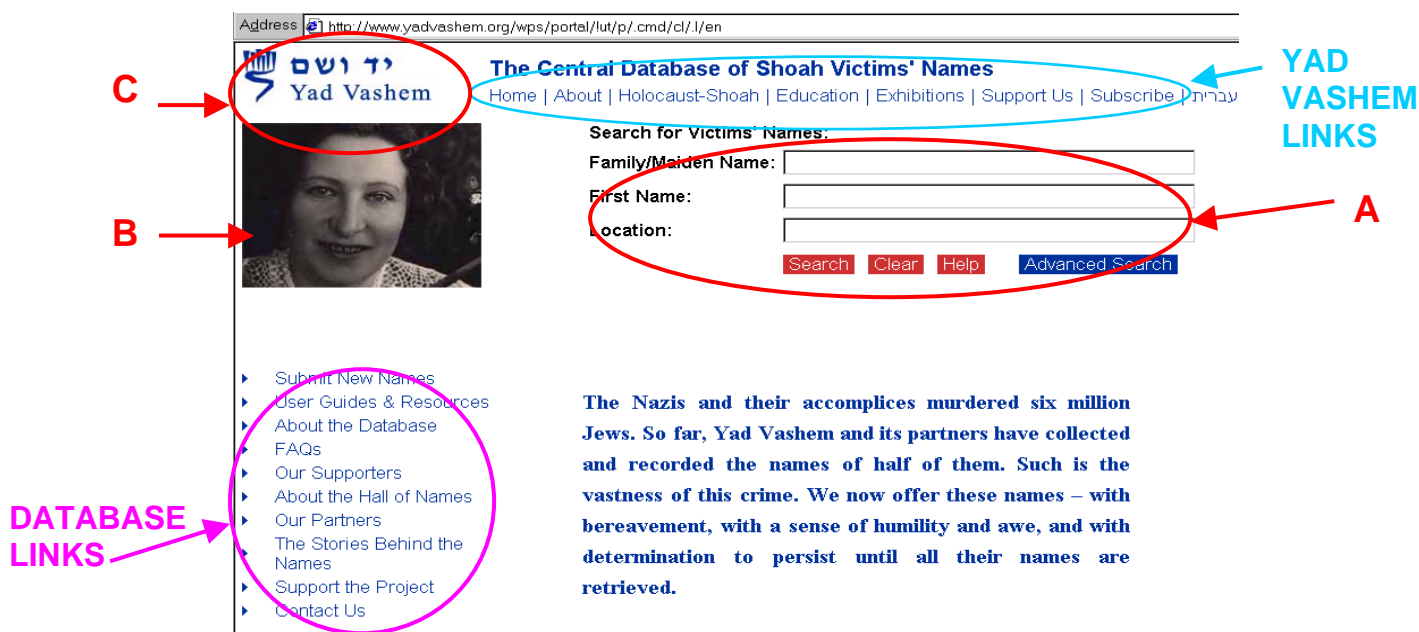 Address http://www.yadvashem.org/wps/portal/!ut/p/.cmd/cl/.l/en
יד ושם
Yad Vashem
The Central Database of Shoah Victims' Names
Home | About | Holocaust-Shoah | Education | Exhibitions | Support Us | Subscribe | עברית
YAD
VASHEM
LINKS
C
Search for Victims' Names:
Family/Maiden Name:
First Name:
Location:
Search Clear Help Advanced Search
A
B
Submit New Names
User Guides & Resources
About the Database
FAQs
Our Supporters
About the Hall of Names
Our Partners
The Stories Behind the
Names
Support the Project
Contact Us
DATABASE
LINKS
The Nazis and their accomplices murdered six million
Jews. So far, Yad Vashem and its partners have collected
and recorded the names of half of them. Such is the
vastness of this crime. We now offer these names – with
bereavement, with a sense of humility and awe, and with
determination to persist until all their names are
retrieved.